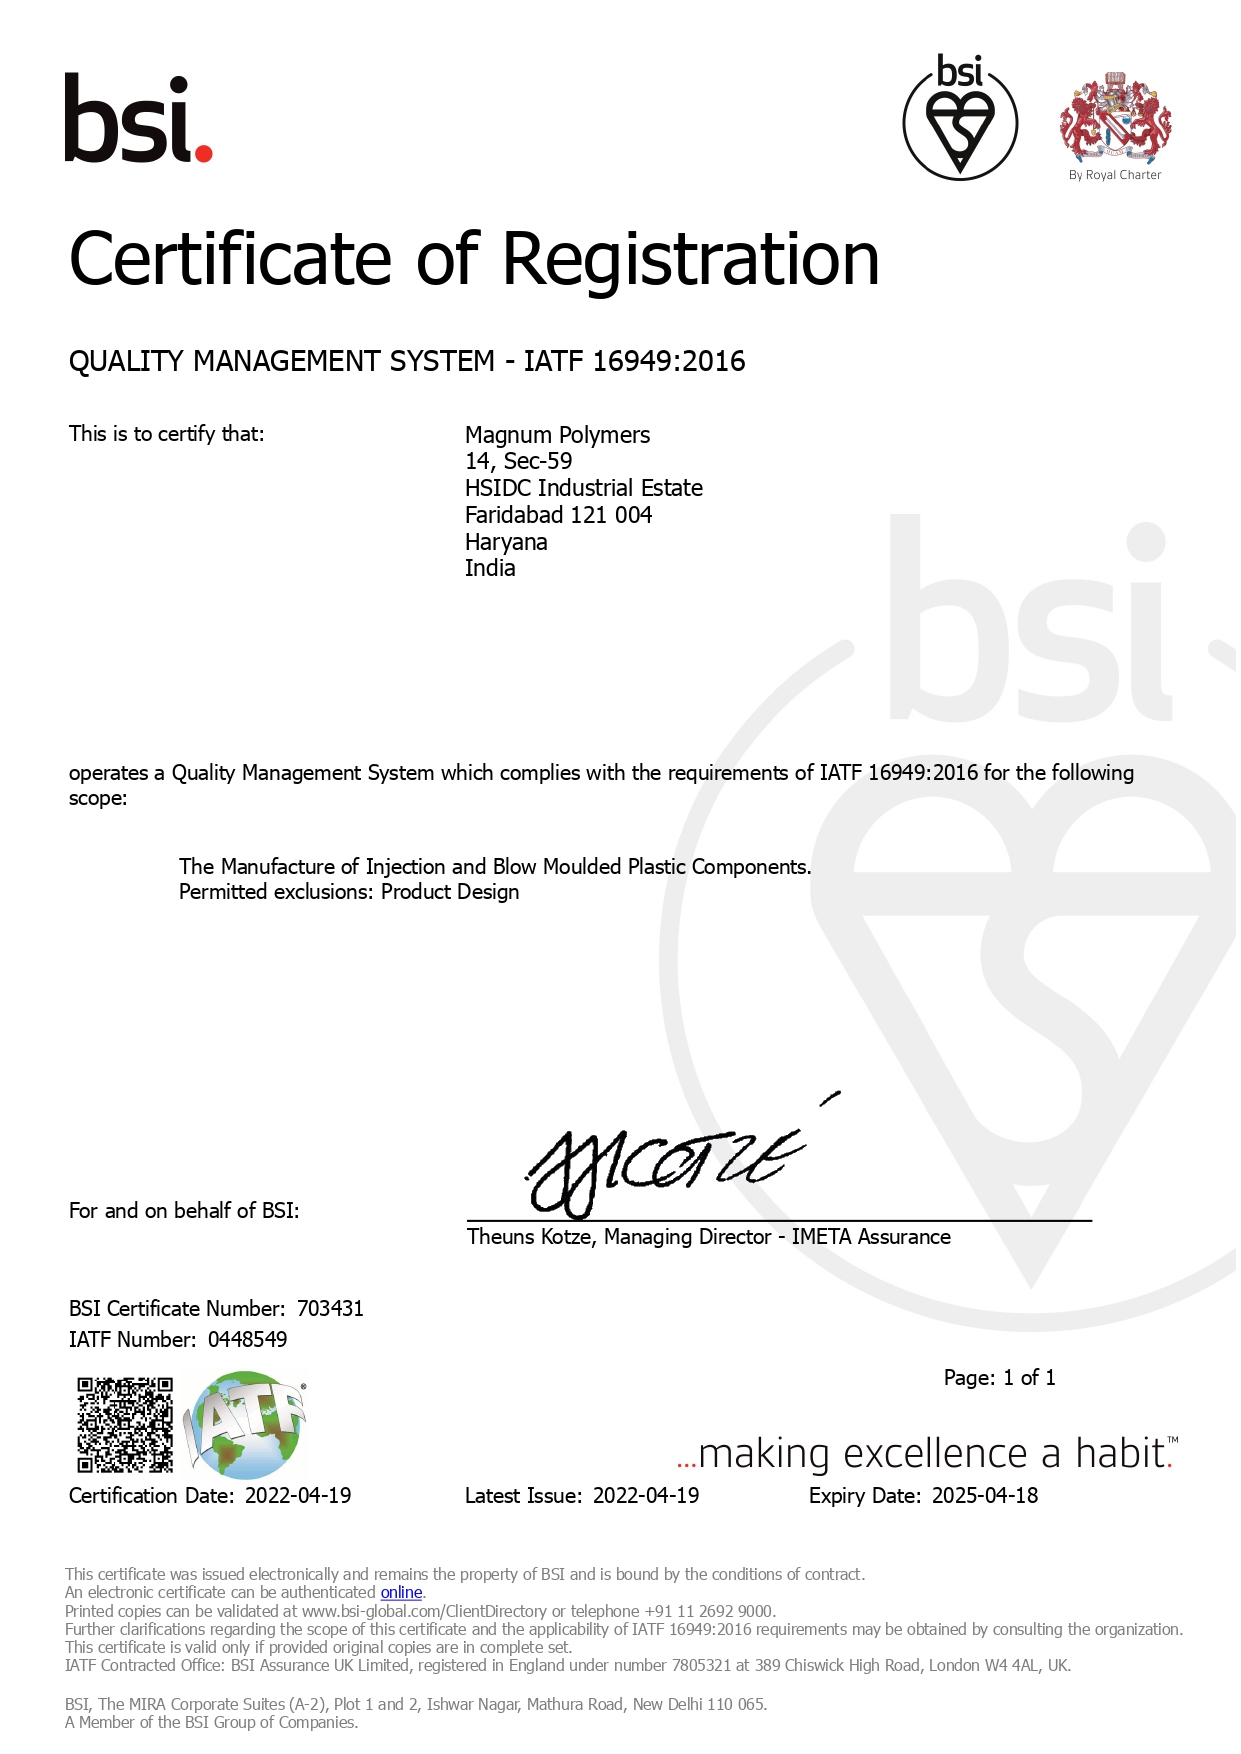 bsi.
bsi
By Royal Charter
Certificate of Registration
QUALITY MANAGEMENT SYSTEM - IATF 16949:2016
This is to certify that:
Magnum Polymers
14, Sec-59
HSIDC Industrial Estate
Faridabad 121 004
Haryana
India
bsi
operates a Quality Management System which complies with the requirements of IATF 16949:2016 for the following
scope:
The Manufacture of Injection and Blow Moulded Plastic Components.
Permitted exclusions: Product Design
For and on behalf of BSI:
Theuns Kotze, Managing Director - IMETA Assurance
BSI Certificate Number: 703431
IATF Number: 0448549
IATF®
Page: 1 of 1
...making excellence a habit.™
Certification Date: 2022-04-19 Latest Issue: 2022-04-19 Expiry Date: 2025-04-18
This certificate was issued electronically and remains the property of BSI and is bound by the conditions of contract.
An electronic certificate can be authenticated online.
Printed copies can be validated at www.bsi-global.com/ClientDirectory or telephone +91 11 2692 9000.
Further clarifications regarding the scope of this certificate and the applicability of IATF 16949:2016 requirements may be obtained by consulting the organization.
This certificate is valid only if provided original copies are in complete set.
IATF Contracted Office: BSI Assurance UK Limited, registered in England under number 7805321 at 389 Chiswick High Road, London W4 4AL, UK.
BSI, The MIRA Corporate Suites (A-2), Plot 1 and 2, Ishwar Nagar, Mathura Road, New Delhi 110 065.
A Member of the BSI Group of Companies.